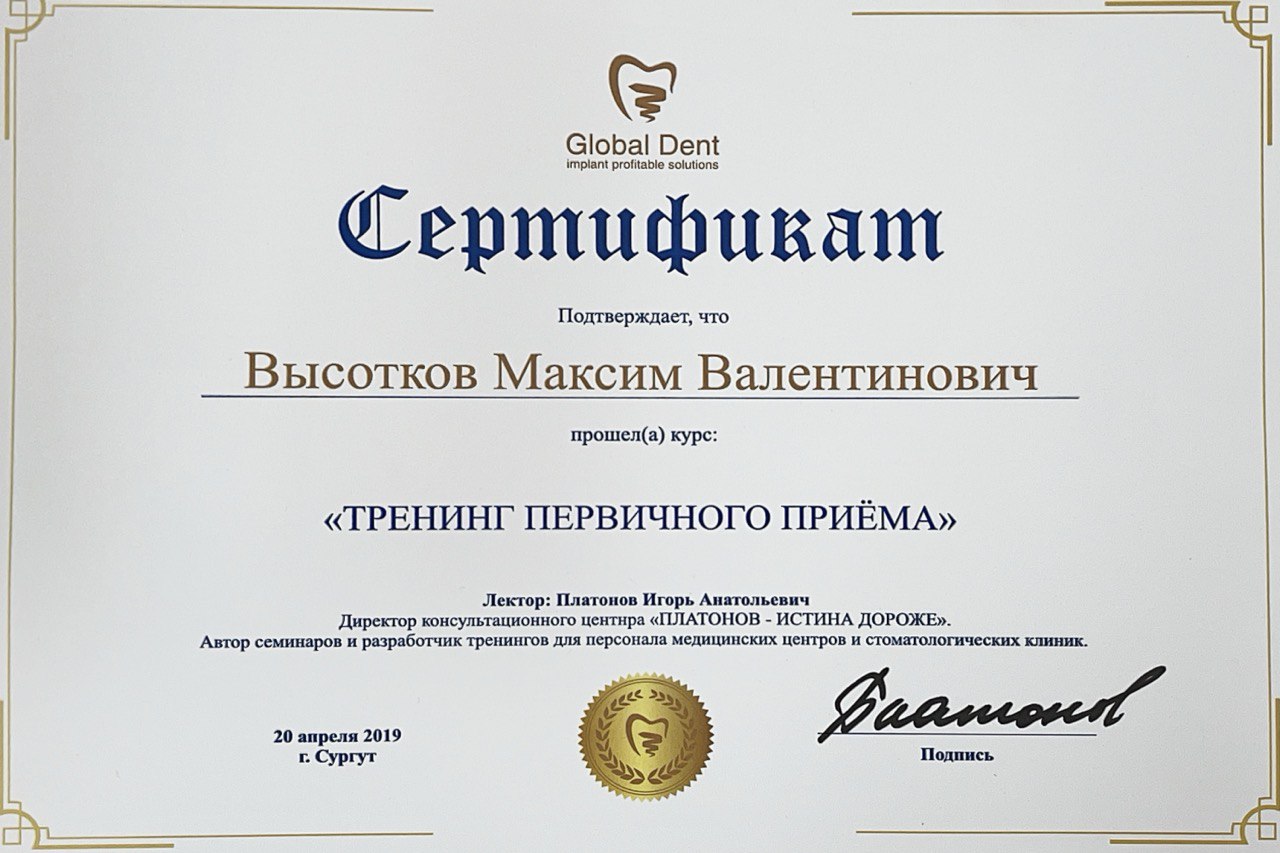 Global Dent
implant profitable solutions
Сертификат
Подтверждает, что
Высотков Максим Валентинович
прошел(а) курс:
«ТРЕНИНГ ПЕРВИЧНОГО ПРИЁМА»
Лектор: Платонов Игорь Анатольевич
Директор консультационного центнра «ПЛАТОНОВ - ИСТИНА ДОРОЖЕ».
Автор семинаров и разработчик тренингов для персонала медицинских центров и стоматологических клиник.
Платонов
20 апреля 2019
г. Сургут
Подпись